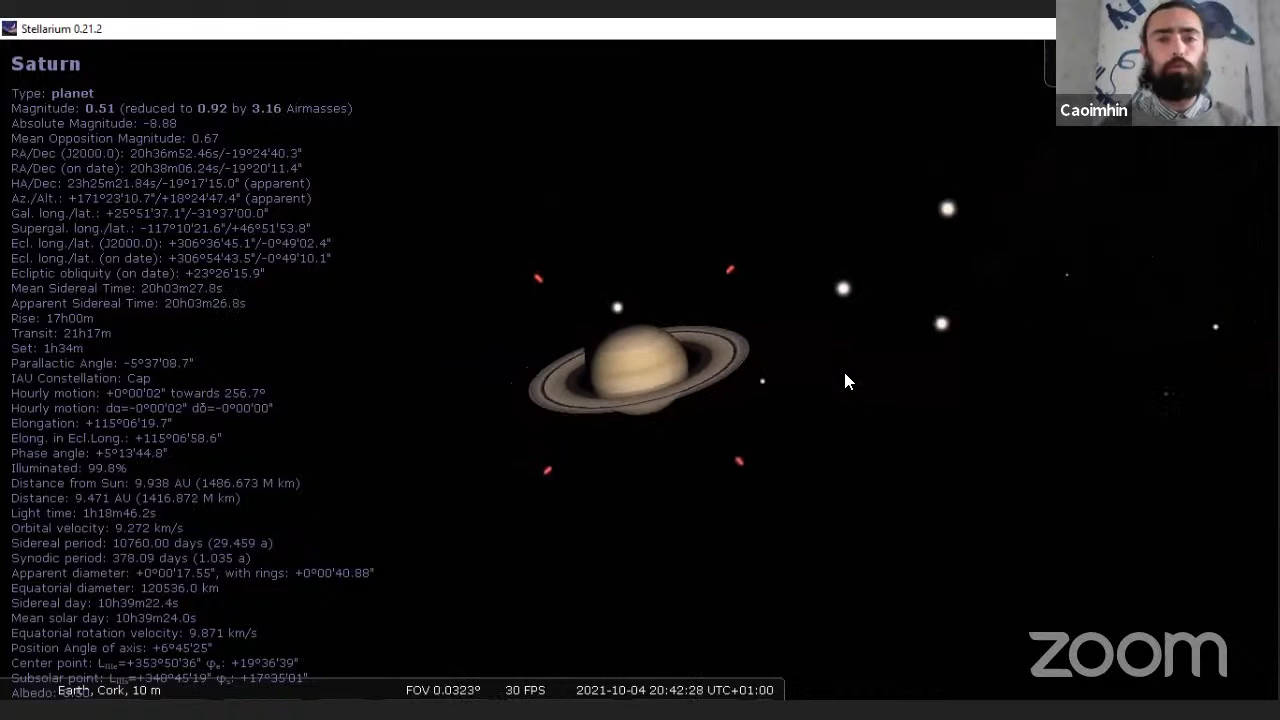 Stellarium 0.21.2
Saturn
Type: planet
Magnitude: 0.51 (reduced to 0.92 by 3.16 Airmasses)
Absolute Magnitude: -8.88
Mean Opposition Magnitude: 0.67
RA/Dec (J2000.0): 20h36m52.46s/-19°24'40.3"
RA/Dec (on date): 20h38m06.24s/-19°20'11.4"
HA/Dec: 23h25m21.84s/-19°17'15.0" (apparent)
Az./Alt.: +171°23'10.7"/+18°24'47.4" (apparent)
Gal. long./lat.: +25°51'37.1"/-31°37'00.0"
Supergal. long./lat.: -117°10'21.6"/+46°51'53.8"
Ecl. long./lat. (J2000.0): +306°36'45.1"/-0°49'02.4"
Ecl. long./lat. (on date): +306°54'43.5"/-0°49'10.1"
Ecliptic obliquity (on date): +23°26'15.9"
Mean Sidereal Time: 20h03m27.8s
Apparent Sidereal Time: 20h03m26.8s
Rise: 17h00m
Transit: 21h17m
Set: 1h34m
Parallactic Angle: -5°37'08.7"
IAU Constellation: Cap
Hourly motion: +0°00'02" towards 256.7°
Hourly motion: dα=-0°00'02" dδ=-0°00'00"
Elongation: +115°06'19.7"
Elong. in Ecl.Long.: +115°06'58.6"
Phase angle: +5°13'44.8"
Illuminated: 99.8%
Distance from Sun: 9.938 AU (1486.673 M km)
Distance: 9.471 AU (1416.872 M km)
Light time: 1h18m46.2s
Orbital velocity: 9.272 km/s
Sidereal period: 10760.00 days (29.459 a)
Synodic period: 378.09 days (1.035 a)
Apparent diameter: +0°00'17.55", with rings: +0°00'40.88"
Equatorial diameter: 120536.0 km
Sidereal day: 10h39m22.4s
Mean solar day: 10h39m24.0s
Equatorial rotation velocity: 9.871 km/s
Position Angle of axis: +6°45'25"
Center point: LIII=+353°50'36" φc: +19°36'39"
Subsolar point: LIII=+340°45'19" φs: +17°35'01"
Albedo:
Earth, Cork, 10 m
FOV 0.0323°
30 FPS
2021-10-04 20:42:28 UTC+01:00
Caoimhin
zoom